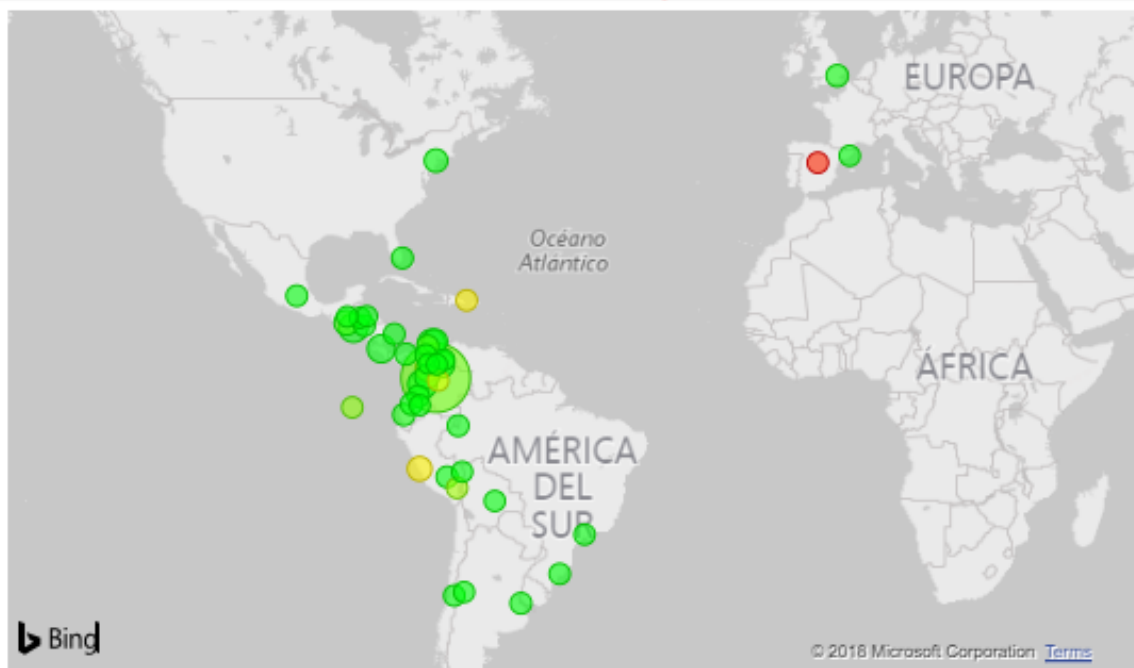 EUROPA
Océano
Atlántico
ÁFRICA
AMÉRICA
DEL
SUR
Bing
© 2018 Microsoft Corporation Terms